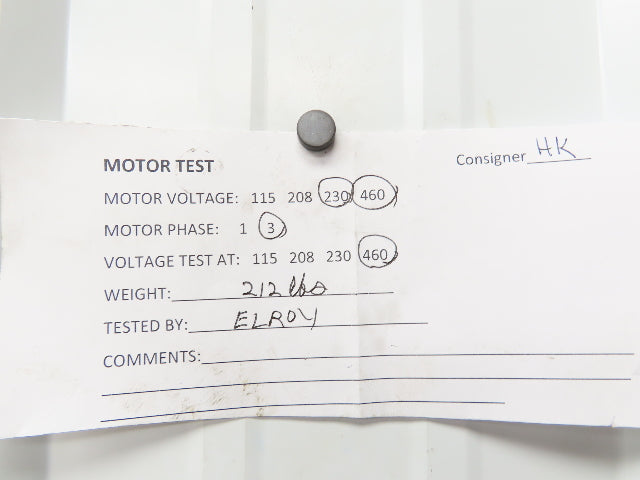 MOTOR TEST
Consigner HK
MOTOR VOLTAGE: 115 208 230 460
MOTOR PHASE: 1 3
VOLTAGE TEST AT: 115 208 230 460
WEIGHT: 212 lbs
TESTED BY: ELROY
COMMENTS: